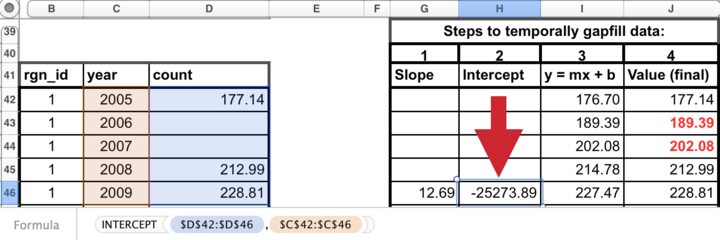 B C D E F G H I J
39 Steps to temporally gapfill data:
40 1 2 3 4
41 rgn_id year count Slope Intercept y = mx + b Value (final)
42 1 2005 177.14 176.70 177.14
43 1 2006 189.39 189.39
44 1 2007 202.08 202.08
45 1 2008 212.99 214.78 212.99
46 1 2009 228.81 12.69 -25273.89 227.47 228.81
Formula INTERCEPT $D$42:$D$46 , $C$42:$C$46